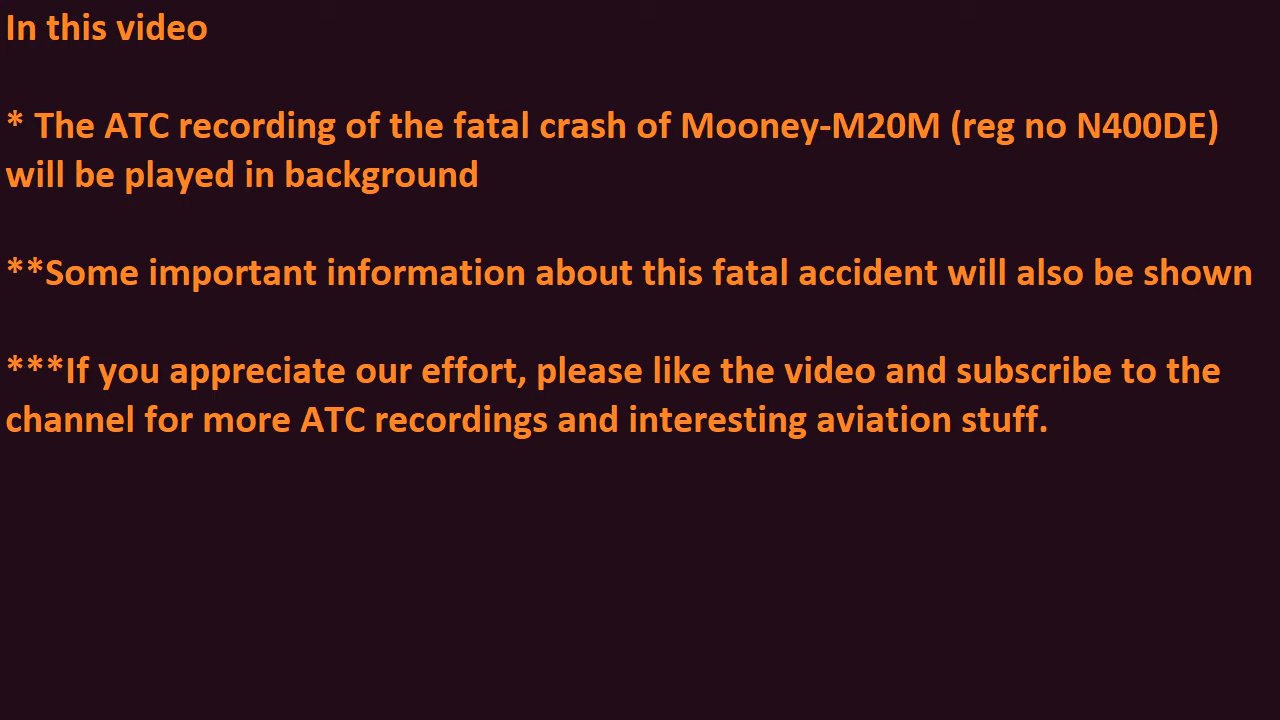 In this video
* The ATC recording of the fatal crash of Mooney-M20M (reg no N400DE)
will be played in background
**Some important information about this fatal accident will also be shown
***If you appreciate our effort, please like the video and subscribe to the
channel for more ATC recordings and interesting aviation stuff.